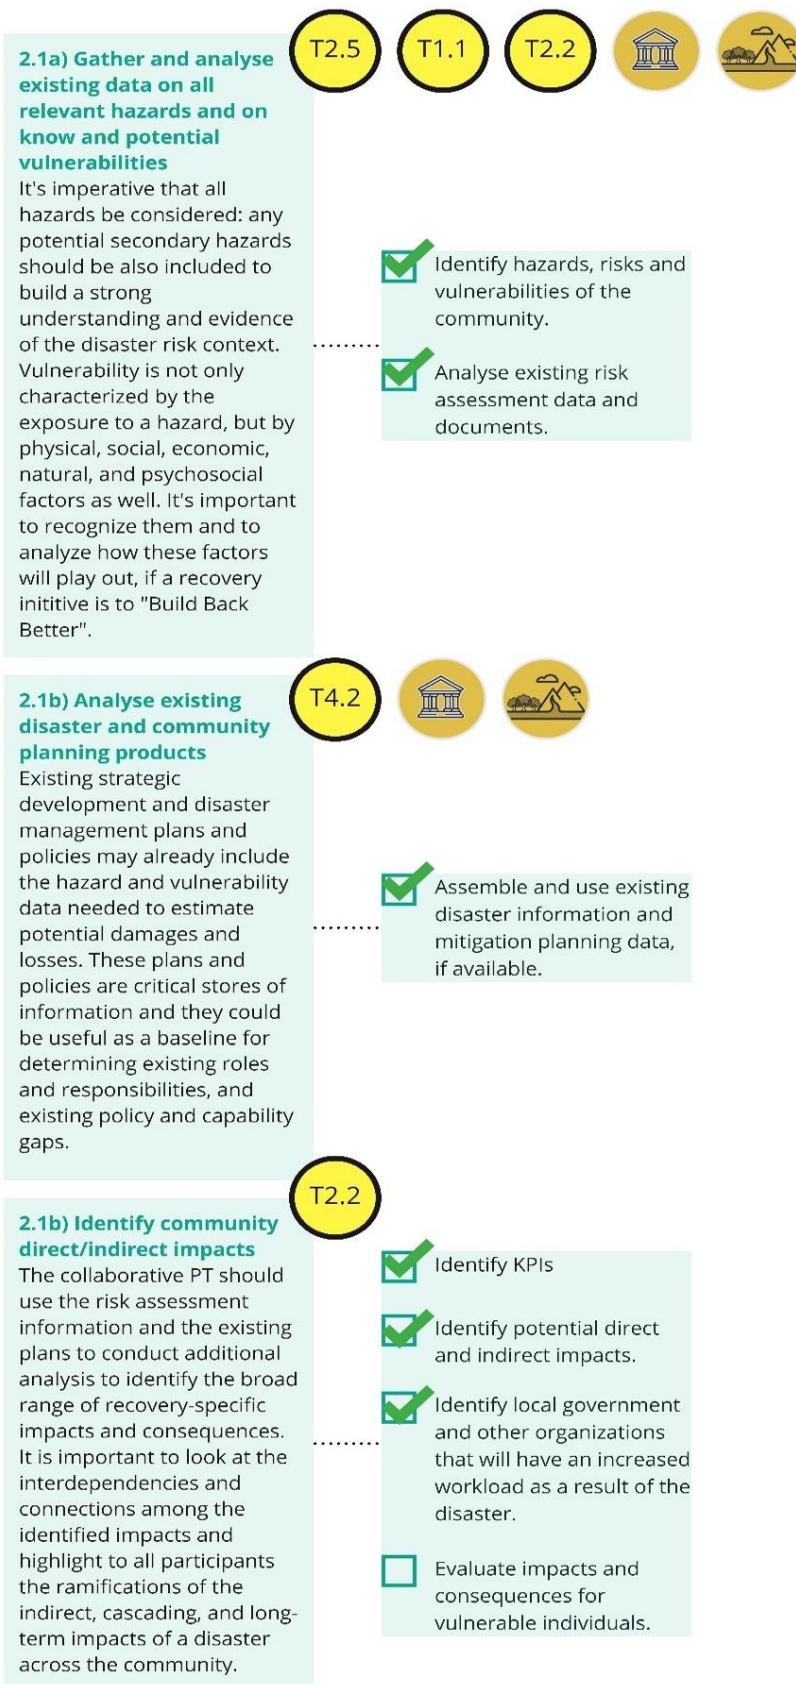 T2.5
T1.1
T2.2
2.1a) Gather and analyse
existing data on all
relevant hazards and on
know and potential
vulnerabilities
It's imperative that all
hazards be considered: any
potential secondary hazards
should be also included to
build a strong
understanding and evidence
of the disaster risk context.
Vulnerability is not only
characterized by the
exposure to a hazard, but by
physical, social, economic,
natural, and psychosocial
factors as well. It's important
to recognize them and to
analyze how these factors
will play out, if a recovery
inititive is to "Build Back
Better".
Identify hazards, risks and
vulnerabilities of the
community.
Analyse existing risk
assessment data and
documents.
T4.2
2.1b) Analyse existing
disaster and community
planning products
Existing strategic
development and disaster
management plans and
policies may already include
the hazard and vulnerability
data needed to estimate
potential damages and
losses. These plans and
policies are critical stores of
information and they could
be useful as a baseline for
determining existing roles
and responsibilities, and
existing policy and capability
gaps.
Assemble and use existing
disaster information and
mitigation planning data,
if available.
T2.2
2.1b) Identify community
direct/indirect impacts
The collaborative PT should
use the risk assessment
information and the existing
plans to conduct additional
analysis to identify the broad
range of recovery-specific
impacts and consequences.
It is important to look at the
interdependencies and
connections among the
identified impacts and
highlight to all participants
the ramifications of the
indirect, cascading, and long-
term impacts of a disaster
across the community.
Identify KPIs
Identify potential direct
and indirect impacts.
Identify local government
and other organizations
that will have an increased
workload as a result of the
disaster.
Evaluate impacts and
consequences for
vulnerable individuals.